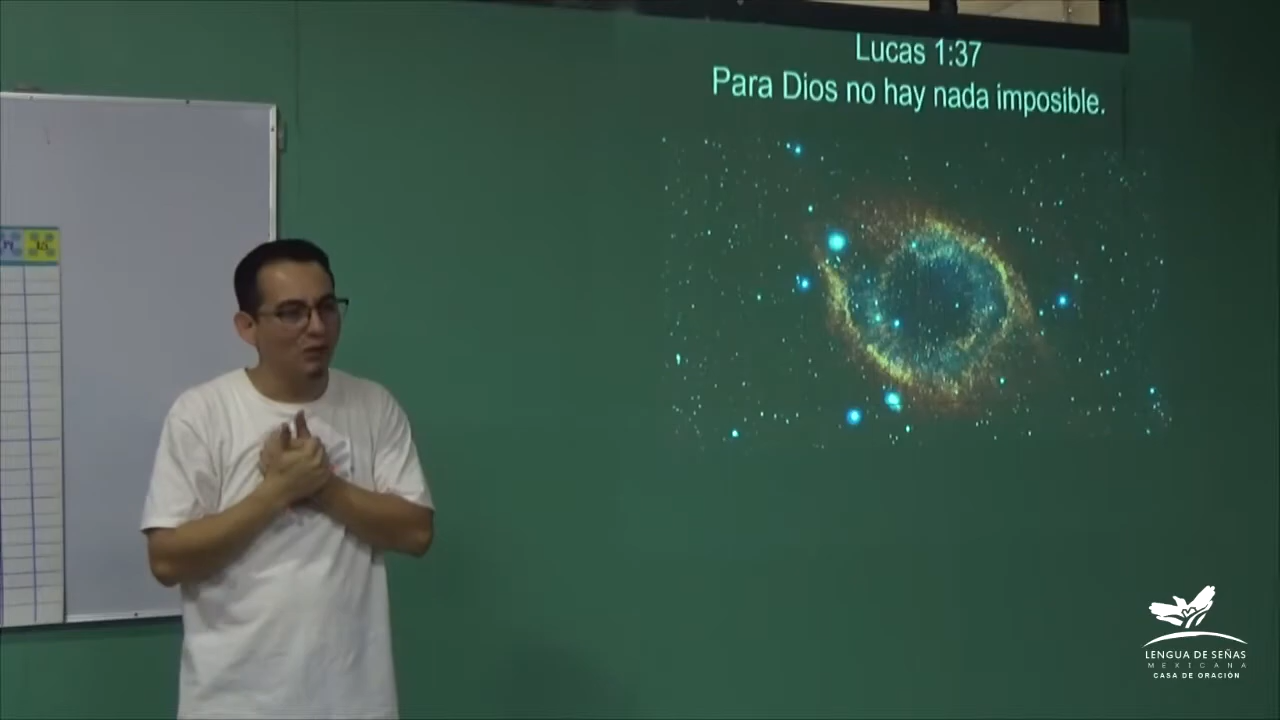 Lucas 1:37
Para Dios no hay nada imposible.
LENGUA DE SEÑAS
MEXICANA
CASA DE ORACIÓN